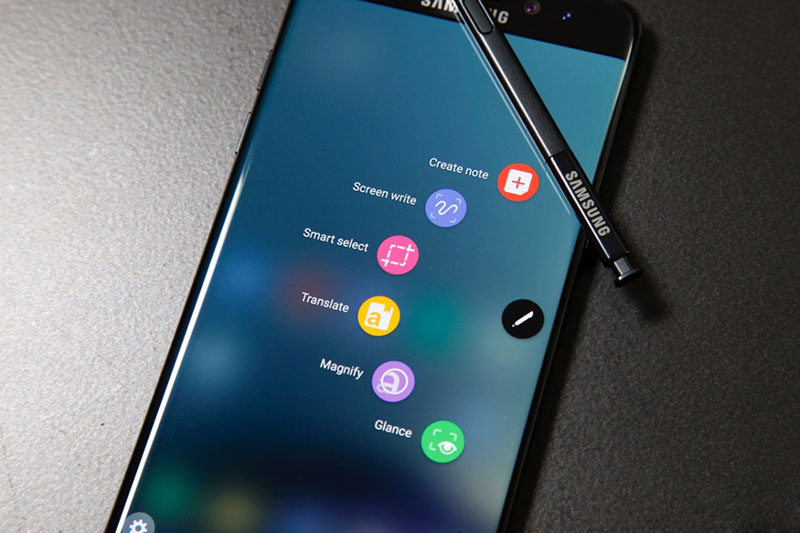 SAMSUNG
Create note
Screen write
Smart select
Translate
Magnify
Glance
SAMSUNG